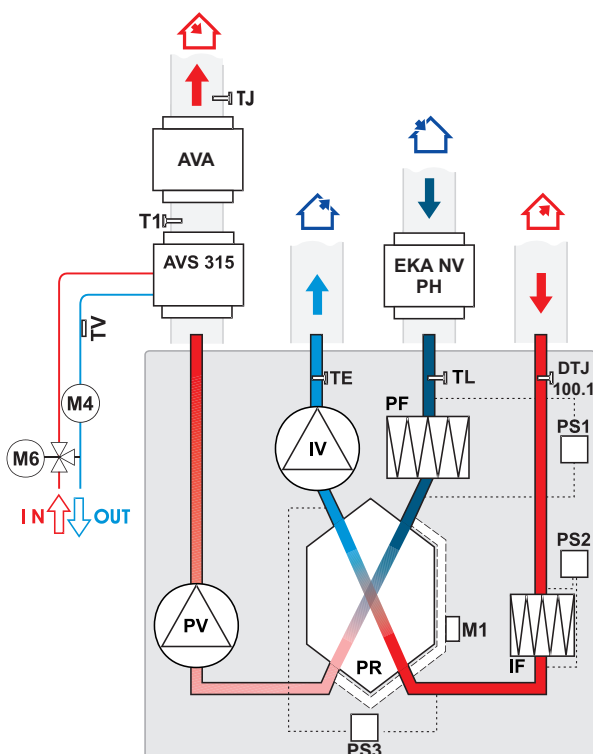 TJ
AVA
T1
AVS 315
EKA NV
PH
TV
TE
TL
DTJ
100.1
M4
PF
IV
PS1
M6
IN
OUT
PS2
PV
M1
PR
IF
PS3